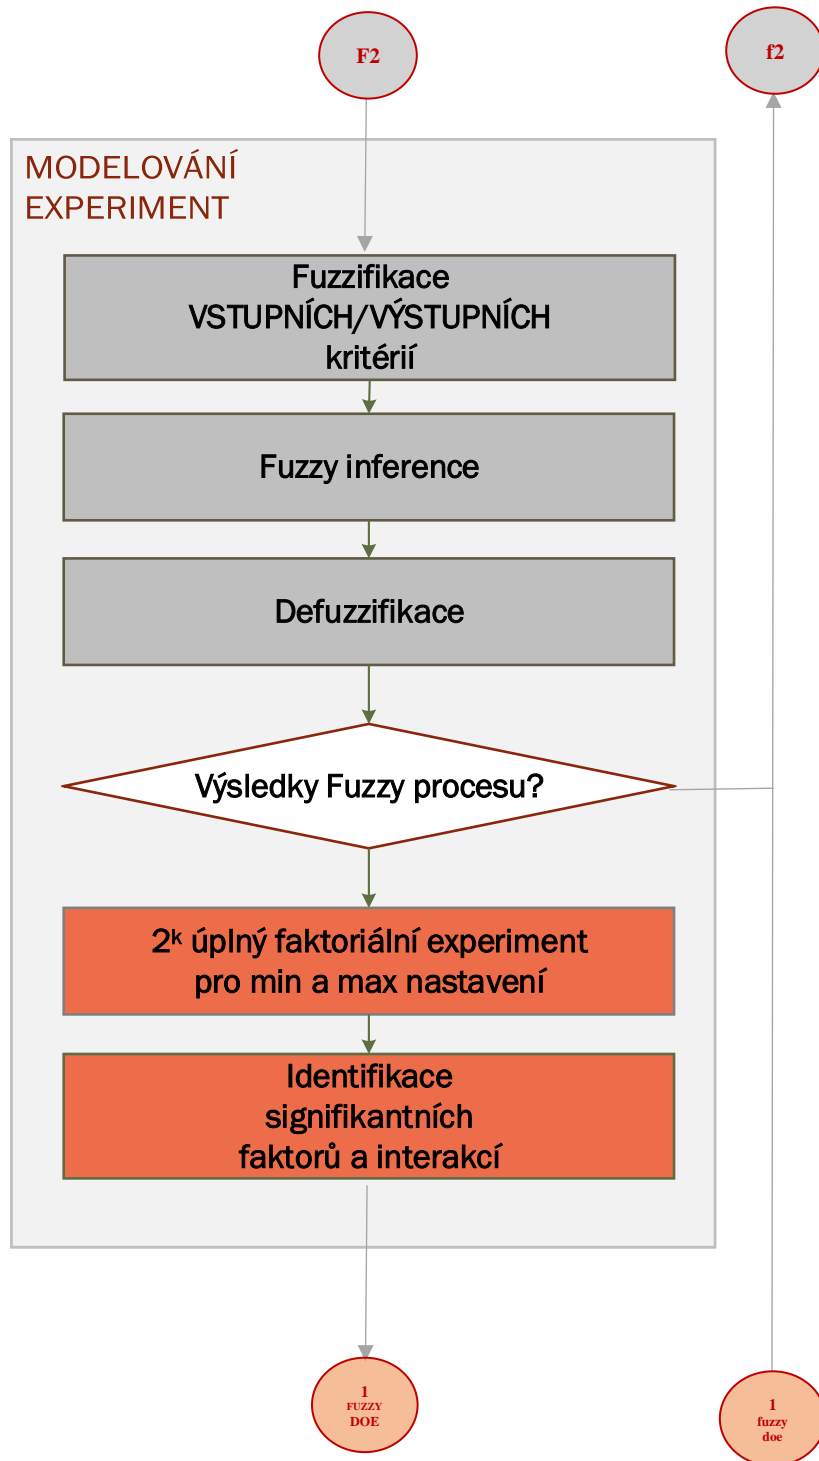 F2
f2
MODELOVÁNÍ
EXPERIMENT
Fuzzifikace
VSTUPNÍCH/VÝSTUPNÍCH
kritérií
Fuzzy inference
Defuzzifikace
Výsledky Fuzzy procesu?
2ᵏ úplný faktoriální experiment
pro min a max nastavení
Identifikace
signifikantních
faktorů a interakcí
1
FUZZY
DOE
1
fuzzy
doe